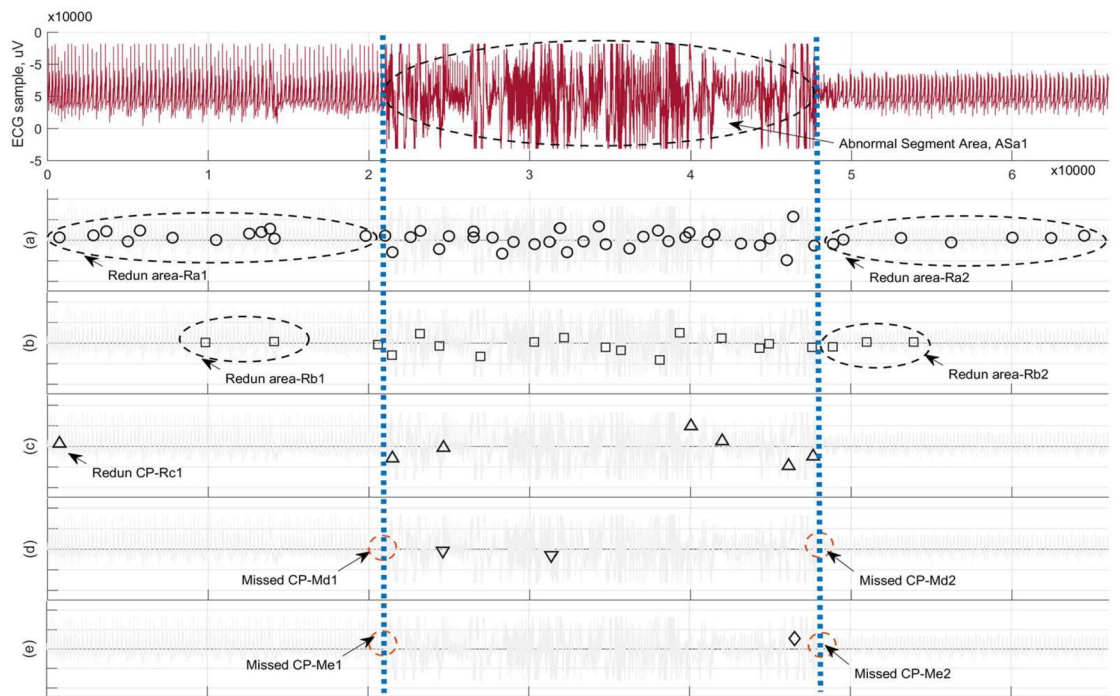 x10000
0
-5
5
0
-5
ECG sample, uV
Abnormal Segment Area, ASa1
0 1 2 3 4 5 6 x10000
(a)
Redun area-Ra1
Redun area-Ra2
(b)
Redun area-Rb1
Redun area-Rb2
(c)
Redun CP-Rc1
(d)
Missed CP-Md1
Missed CP-Md2
(e)
Missed CP-Me1
Missed CP-Me2